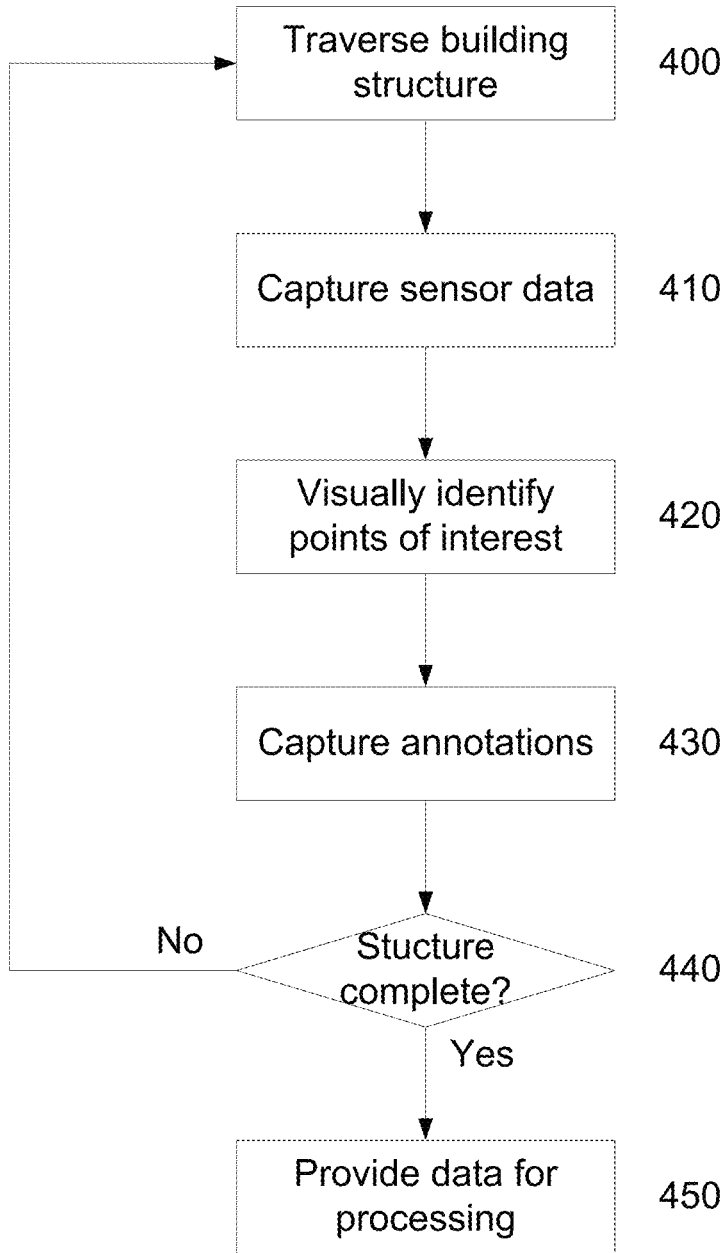 Traverse building
structure
400
Capture sensor data
410
Visually identify
points of interest
420
Capture annotations
430
No
Stucture
complete?
440
Yes
Provide data for
processing
450